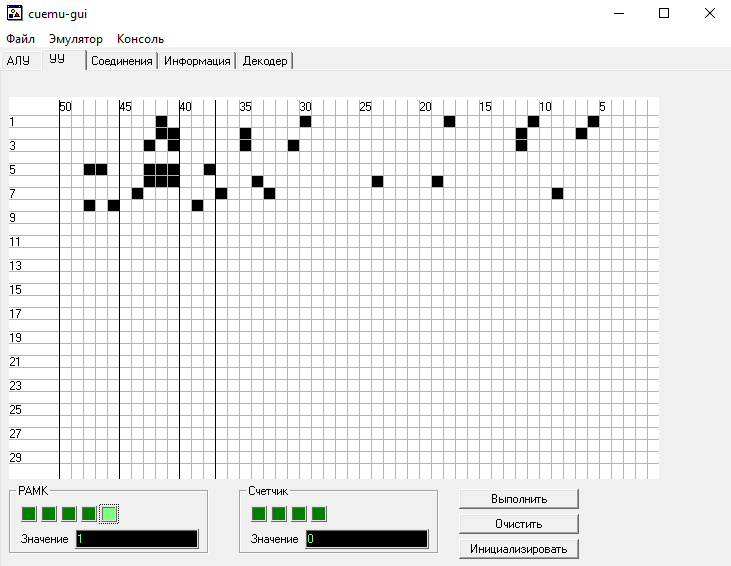 cuemu-gui
Файл Эмулятор Консоль
АЛУ УУ Соединения Информация Декодер
50 45 40 35 30 25 20 15 10 5
1
3
5
7
9
11
13
15
17
19
21
23
25
27
29
РАМК Счетчик Выполнить
Очистить
Значение 1 Значение 0
Инициализировать